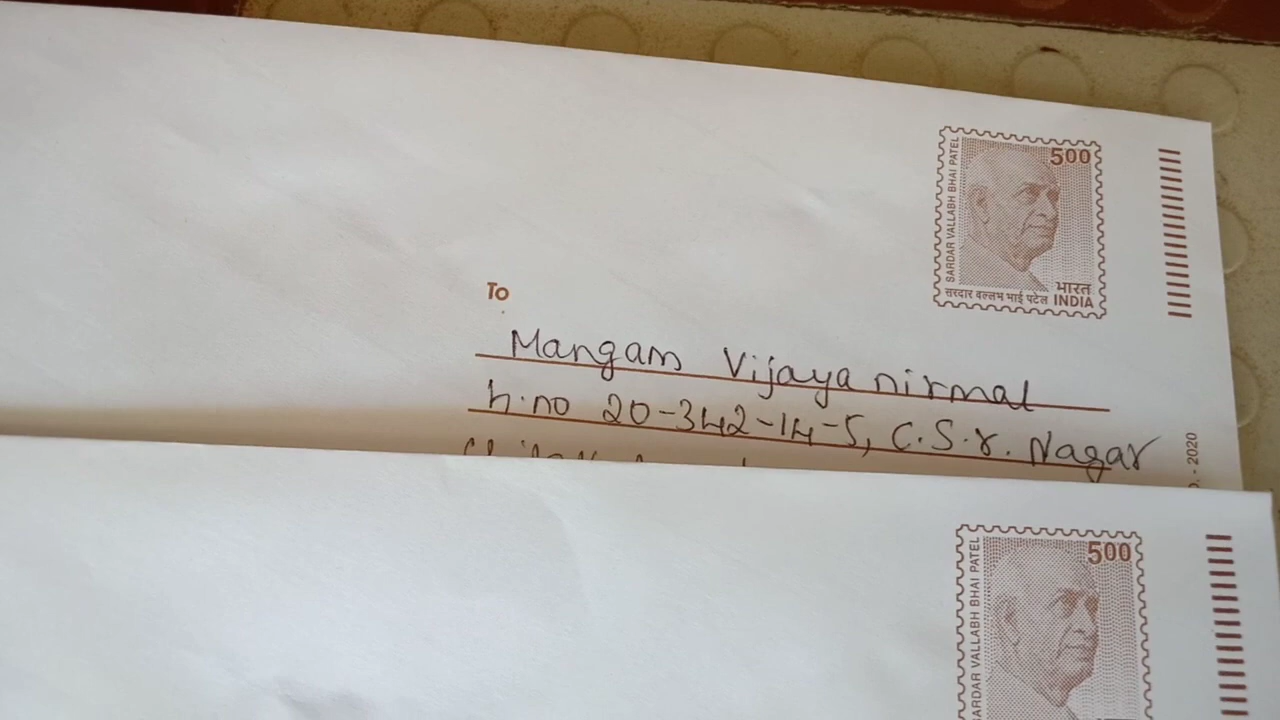 500
SARDAR VALLABH BHAI PATEL
भारत
सरदार वल्लभ भाई पटेल INDIA
To
Mangam Vijaya nirmal
h.no 20-342-14-5, C.S.r. Nagar
- 2020
500
SARDAR VALLABH BHAI PATEL